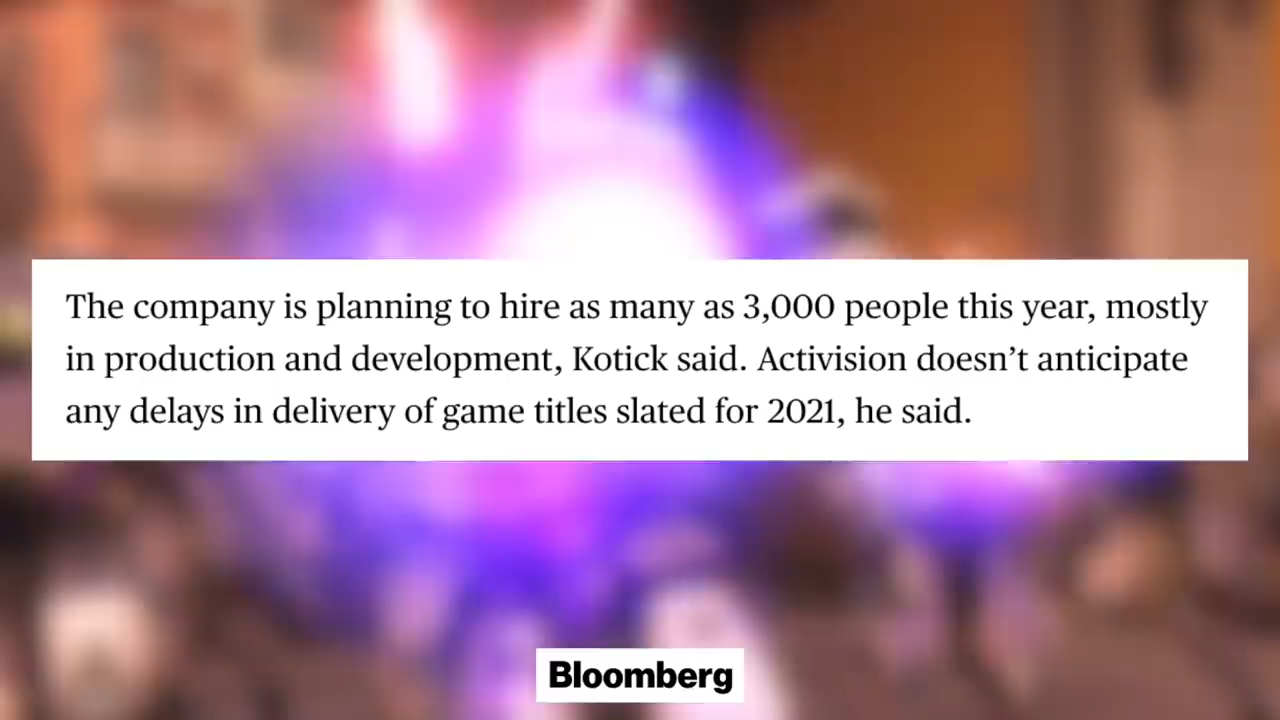 The company is planning to hire as many as 3,000 people this year, mostly
in production and development, Kotick said. Activision doesn’t anticipate
any delays in delivery of game titles slated for 2021, he said.
Bloomberg